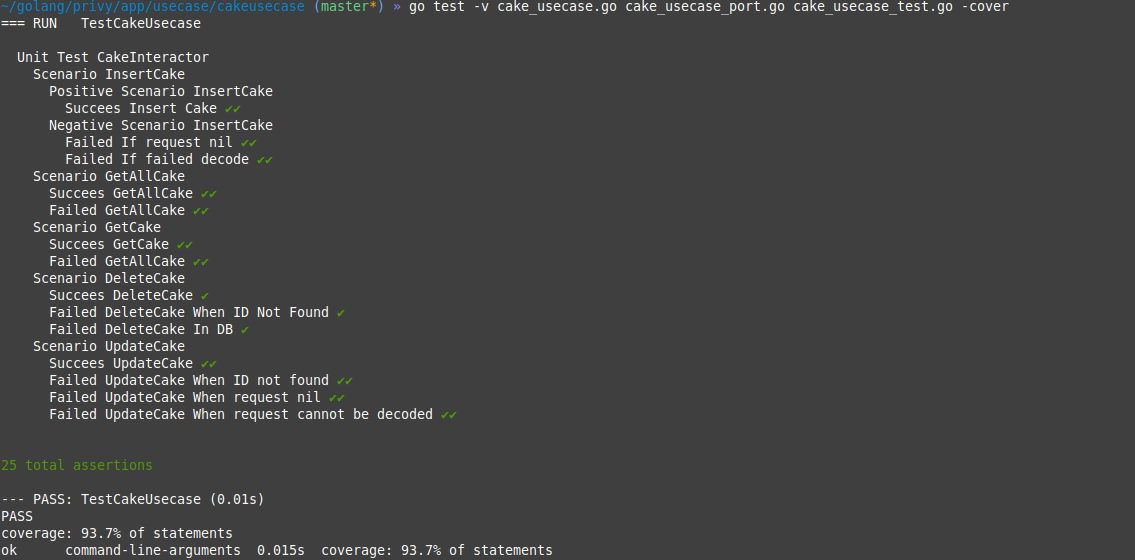 ~/golang/privy/app/usecase/cakeusecase (master*) » go test -v cake_usecase.go cake_usecase_port.go cake_usecase_test.go -cover
=== RUN   TestCakeUsecase
Unit Test CakeInteractor
Scenario InsertCake
Positive Scenario InsertCake
Succees Insert Cake ✔✔
Negative Scenario InsertCake
Failed If request nil ✔✔
Failed If failed decode ✔✔
Scenario GetAllCake
Succees GetAllCake ✔✔
Failed GetAllCake ✔✔
Scenario GetCake
Succees GetCake ✔✔
Failed GetAllCake ✔✔
Scenario DeleteCake
Succees DeleteCake ✔
Failed DeleteCake When ID Not Found ✔
Failed DeleteCake In DB ✔
Scenario UpdateCake
Succees UpdateCake ✔✔
Failed UpdateCake When ID not found ✔✔
Failed UpdateCake When request nil ✔✔
Failed UpdateCake When request cannot be decoded ✔✔
25 total assertions
--- PASS: TestCakeUsecase (0.01s)
PASS
coverage: 93.7% of statements
ok      command-line-arguments  0.015s  coverage: 93.7% of statements